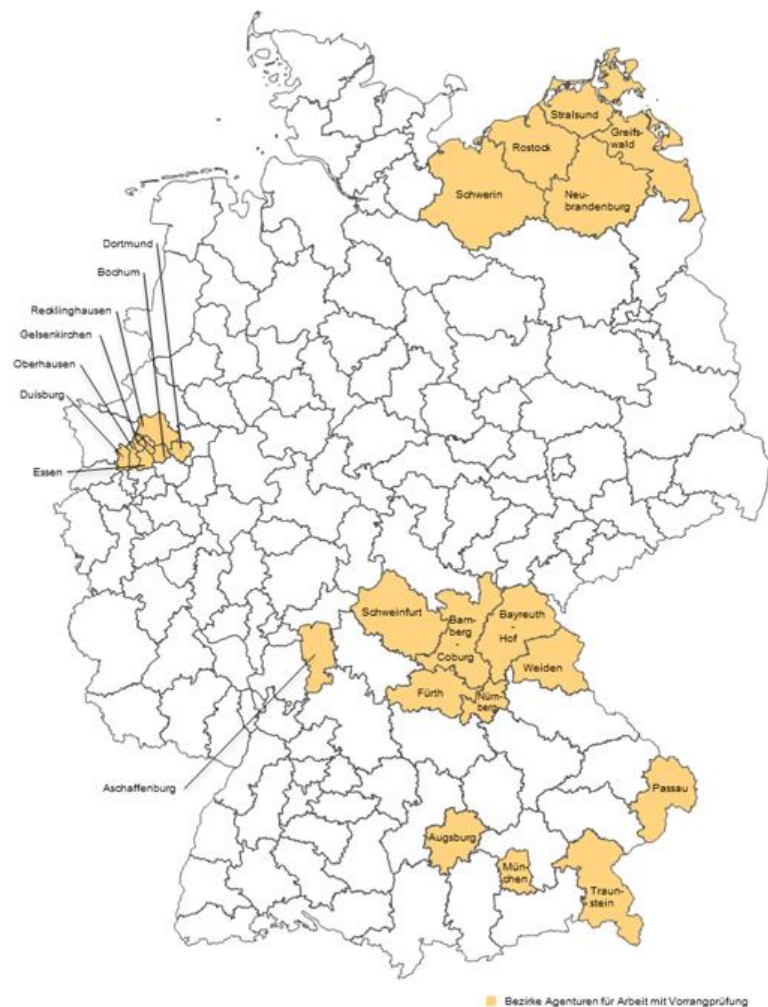 Stralsund
Greifs-
wald
Rostock
Schwerin
Neu-
brandenburg
Dortmund
Bochum
Recklinghausen
Gelsenkirchen
Oberhausen
Duisburg
Essen
Schweinfurt
Bam-
berg
-
Coburg
Bayreuth
-
Hof
Weiden
Fürth
Nürn-
berg
Aschaffenburg
Passau
Augsburg
Mün-
chen
Traun-
stein
Bezirke Agenturen für Arbeit mit Vorrangprüfung